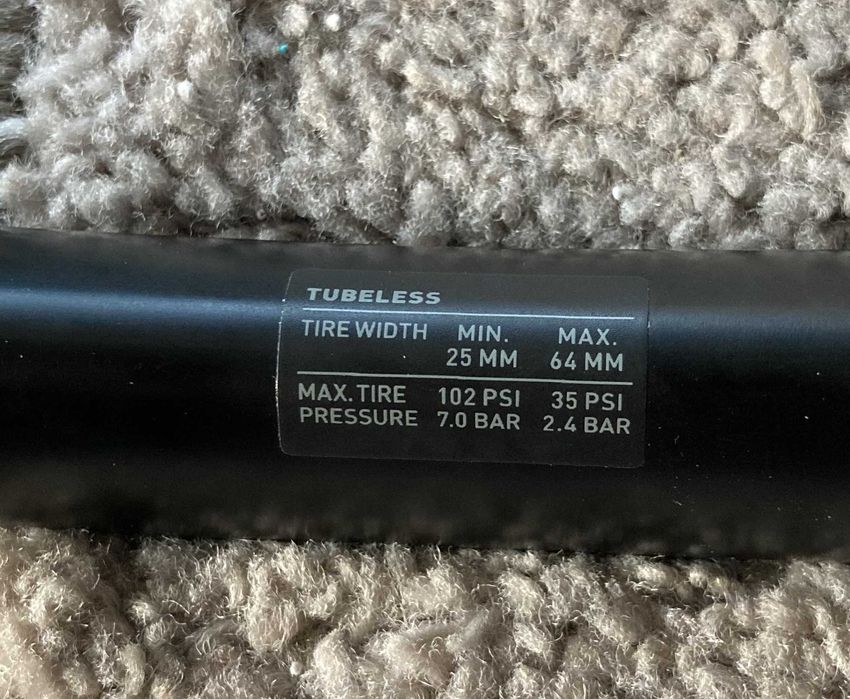 TUBELESS
TIRE WIDTH MIN. MAX.
25 MM 64 MM
MAX. TIRE 102 PSI 35 PSI
PRESSURE 7.0 BAR 2.4 BAR